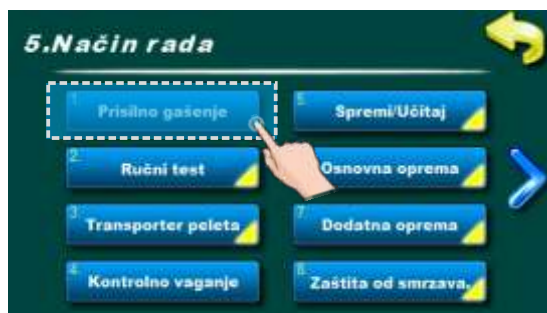 5.Način rada
1. Prisilno gašenje
2. Ručni test
3. Transporter peleta
4. Kontrolno vaganje
5. Spremi/Učitaj
Osnovna oprema
7. Dodatna oprema
8. Zaštita od smrzava.